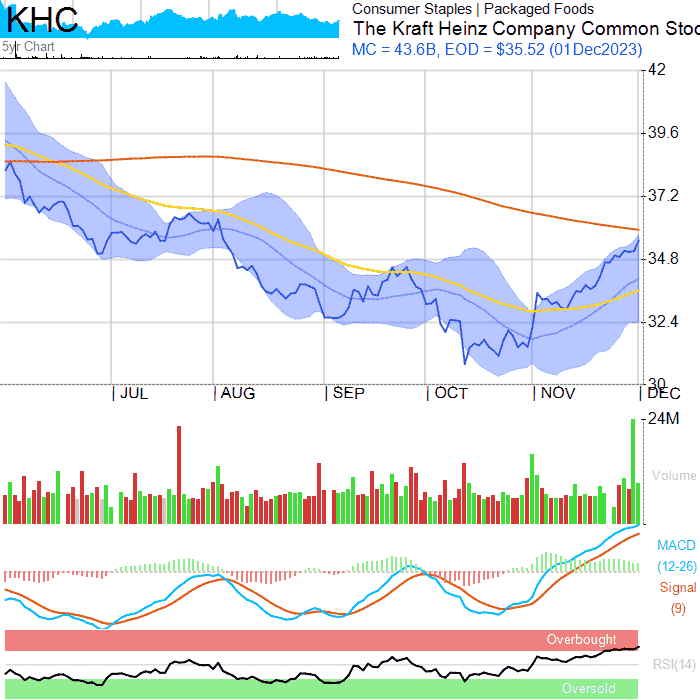 KHC
5yr Chart
Consumer Staples | Packaged Foods
The Kraft Heinz Company Common Stoc
MC = 43.6B, EOD = $35.52 (01Dec2023)
42
39.6
37.2
34.8
32.4
30
JUL AUG SEP OCT NOV DEC
24M
Volume
MACD
(12-26)
Signal
(9)
Overbought
RSI(14)
Oversold